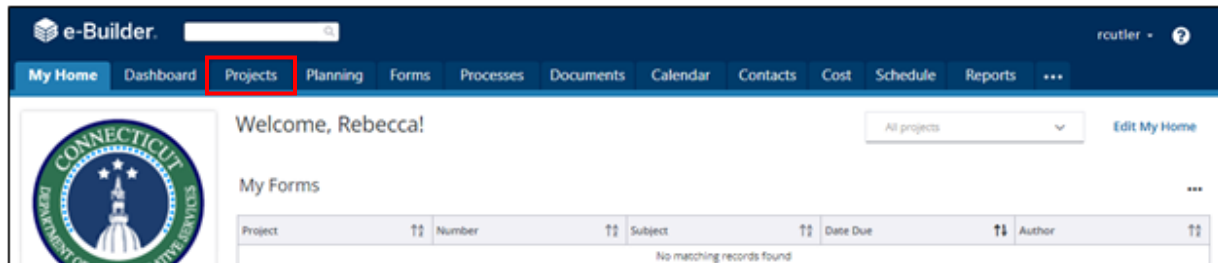 e-Builder.
rcutler
?
My Home Dashboard Projects Planning Forms Processes Documents Calendar Contacts Cost Schedule Reports •••
CONNECTICUT
DEPARTMENT OF
SERVICES
Welcome, Rebecca!
All projects
Edit My Home
My Forms
•••
Project Number Subject Date Due Author
No matching records found